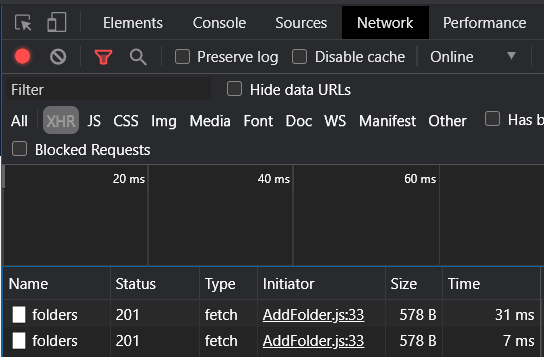 Elements Console Sources Network Performance
Preserve log Disable cache Online
Filter Hide data URLs
All XHR JS CSS Img Media Font Doc WS Manifest Other Has b
Blocked Requests
20 ms 40 ms 60 ms
Name Status Type Initiator Size Time
folders 201 fetch AddFolder.js:33 578 B 31 ms
folders 201 fetch AddFolder.js:33 578 B 7 ms